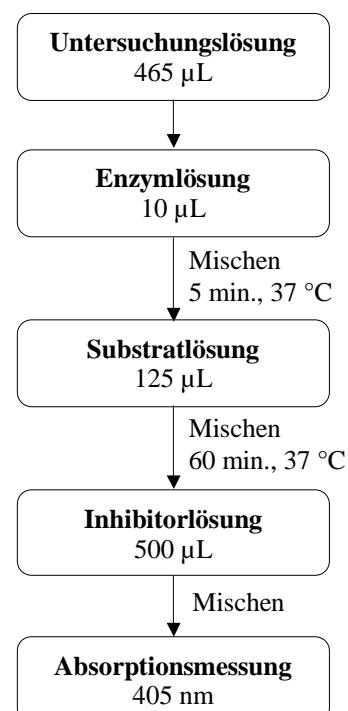 Untersuchungslösung
465 µL
Enzymlösung
10 µL
Mischen
5 min., 37 °C
Substratlösung
125 µL
Mischen
60 min., 37 °C
Inhibitorlösung
500 µL
Mischen
Absorptionsmessung
405 nm